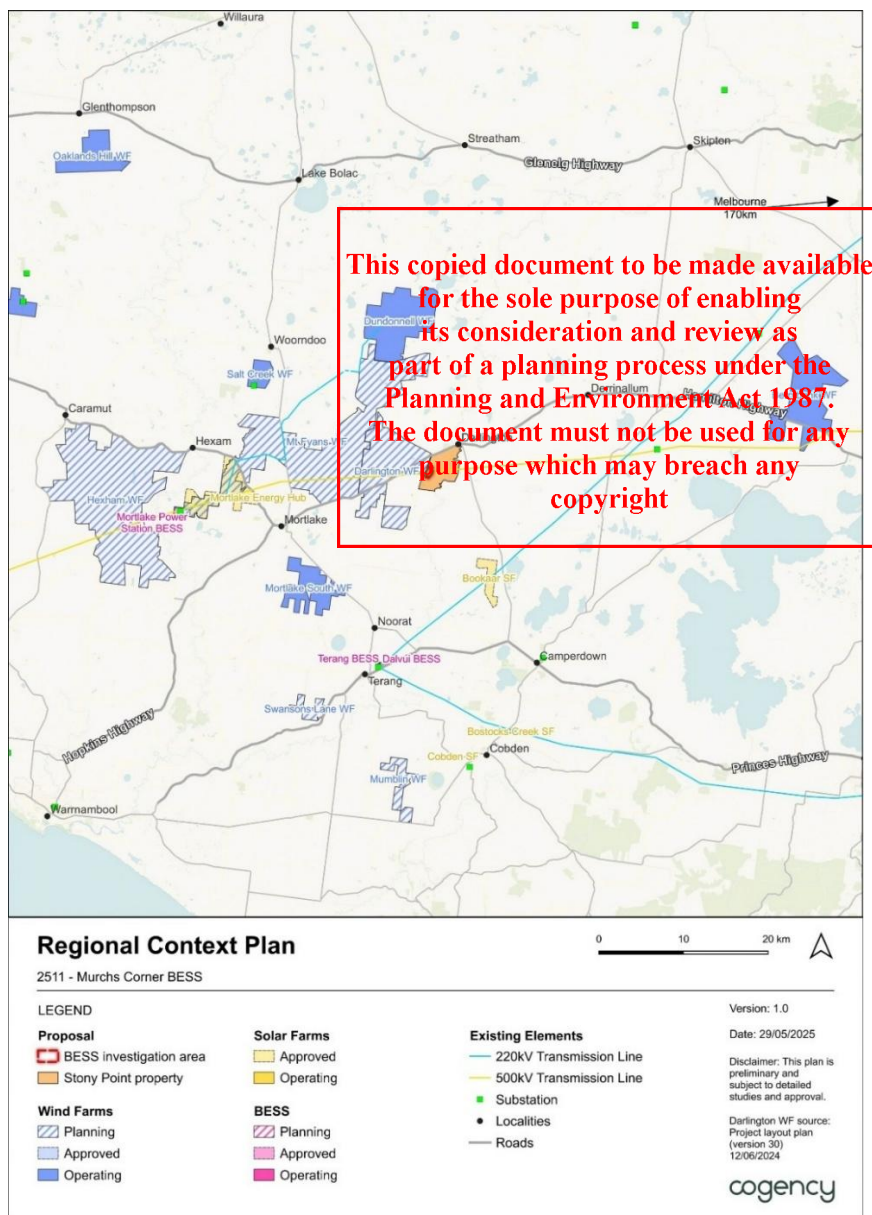 Willaura
Glenthompson
Oaklands Hill WF
Streatham
Skipton
Glenelg Highway
Lake Bolac
Melbourne
170km
This copied document to be made available
for the sole purpose of enabling
its consideration and review as
part of a planning process under the
Planning and Environment Act 1987.
The document must not be used for any
purpose which may breach any
copyright
Dundonnell WF
Woorndoo
Salt Creek WF
Derrinallum
Highway
Caramut
Hexam
Mt Fyans WF
Darlington WF
Hexham WF
Mortlake Energy Hub
Mortlake Power
Station BESS
Mortlake
Bookaar SF
Mortlake South WF
Noorat
Terang BESS Dalvui BESS
Camperdown
Terang
Swansons Lane WF
Bostocks Creek SF
Hopkins Highway
Cobden SF
Cobden
Princes Highway
Mumblin WF
Warrnambool
Regional Context Plan
0 10 20 km
2511 - Murchs Corner BESS
LEGEND
Proposal
BESS investigation area
Stony Point property
Wind Farms
Planning
Approved
Operating
Solar Farms
Approved
Operating
BESS
Planning
Approved
Operating
Existing Elements
220kV Transmission Line
500kV Transmission Line
Substation
Localities
Roads
Version: 1.0
Date: 29/05/2025
Disclaimer: This plan is
preliminary and
subject to detailed
studies and approval.
Darlington WF source:
Project layout plan
(version 30)
12/06/2024
cogency